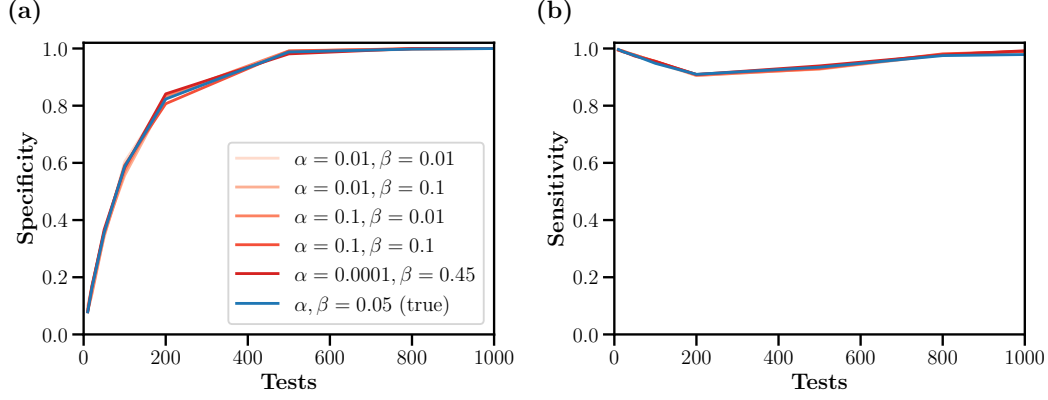 (a)
Specificity
1.0
0.8
0.6
0.4
0.2
0.0
α = 0.01, β = 0.01
α = 0.01, β = 0.1
α = 0.1, β = 0.01
α = 0.1, β = 0.1
α = 0.0001, β = 0.45
α, β = 0.05 (true)
0 200 400 600 800 1000
Tests
(b)
Sensitivity
1.0
0.8
0.6
0.4
0.2
0.0
0 200 400 600 800 1000
Tests